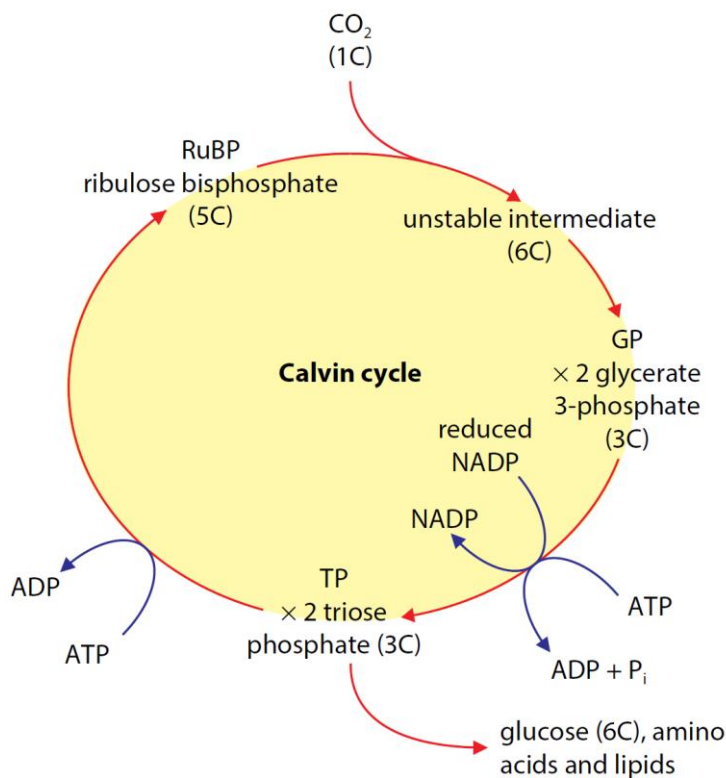 CO₂
(1C)
RuBP
ribulose bisphosphate
(5C)
unstable intermediate
(6C)
GP
× 2 glycerate
3-phosphate
(3C)
Calvin cycle
reduced
NADP
NADP
ATP
ADP + Pᵢ
TP
× 2 triose
phosphate (3C)
ADP
ATP
glucose (6C), amino
acids and lipids